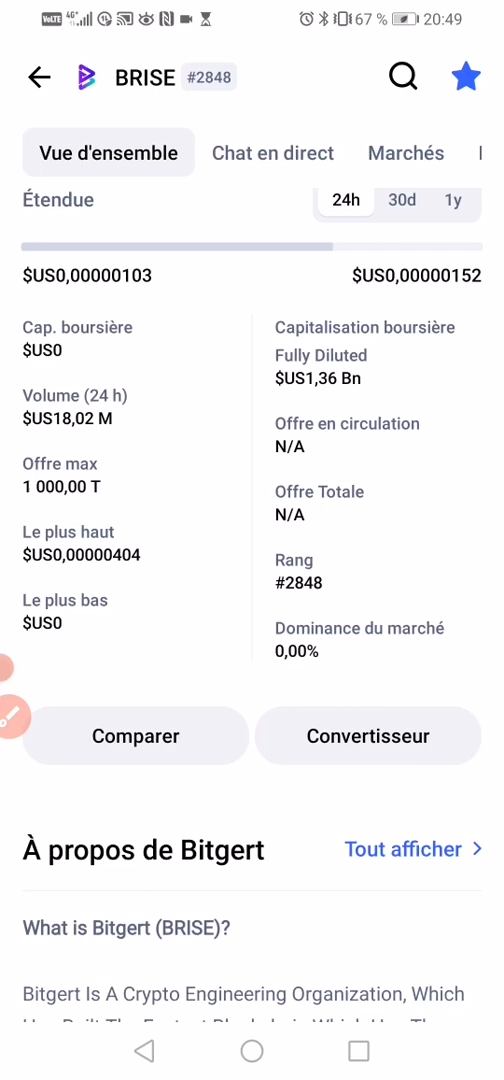 VoLTE 4G 67 % 20:49
BRISE #2848
Vue d'ensemble Chat en direct Marchés
Étendue 24h 30d 1y
$US0,00000103 $US0,00000152
Cap. boursière
$US0
Volume (24 h)
$US18,02 M
Offre max
1 000,00 T
Le plus haut
$US0,00000404
Le plus bas
$US0
Capitalisation boursière
Fully Diluted
$US1,36 Bn
Offre en circulation
N/A
Offre Totale
N/A
Rang
#2848
Dominance du marché
0,00%
Comparer Convertisseur
À propos de Bitgert Tout afficher
What is Bitgert (BRISE)?
Bitgert Is A Crypto Engineering Organization, Which